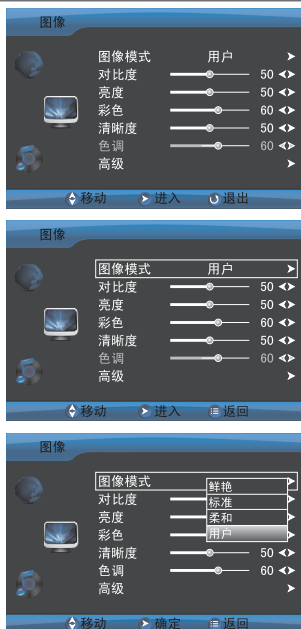 图像
图像模式 用户
对比度 50
亮度 50
彩色 60
清晰度 50
色调 60
高级
移动 进入 退出
图像
图像模式 用户
对比度 50
亮度 50
彩色 60
清晰度 50
色调 60
高级
移动 进入 返回
图像
图像模式
鲜艳
对比度
标准
亮度
柔和
彩色
用户
清晰度 50
色调 60
高级
移动 确定 返回